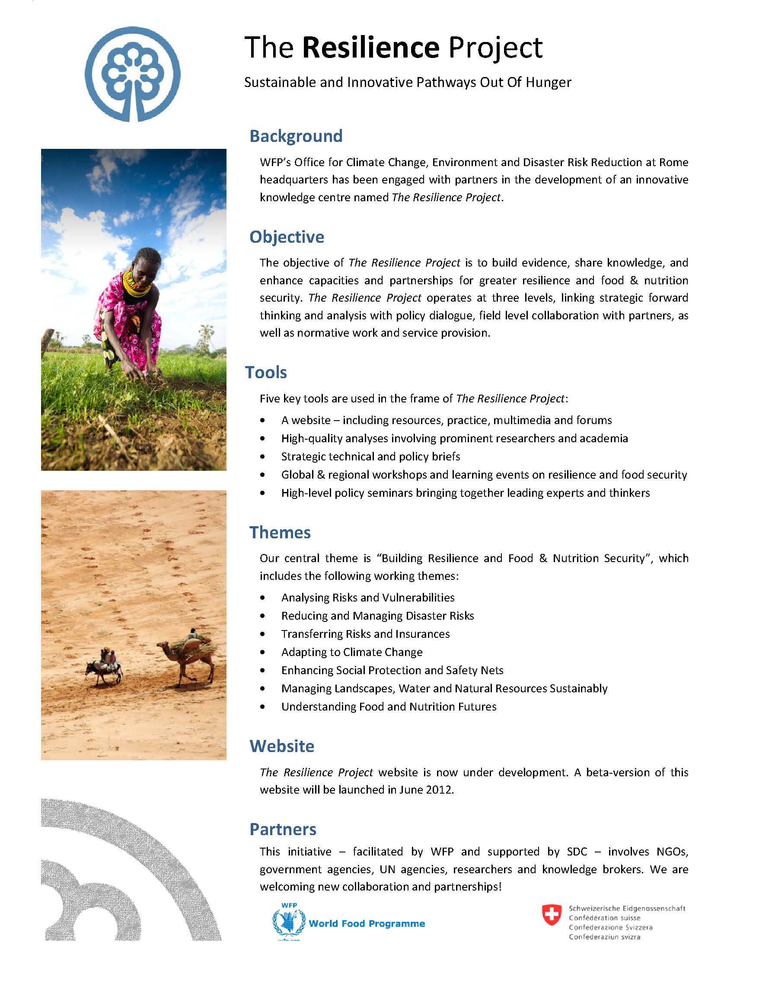 The Resilience Project
Sustainable and Innovative Pathways Out Of Hunger
Background
WFP’s Office for Climate Change, Environment and Disaster Risk Reduction at Rome
headquarters has been engaged with partners in the development of an innovative
knowledge centre named The Resilience Project.
Objective
The objective of The Resilience Project is to build evidence, share knowledge, and
enhance capacities and partnerships for greater resilience and food & nutrition
security. The Resilience Project operates at three levels, linking strategic forward
thinking and analysis with policy dialogue, field level collaboration with partners, as
well as normative work and service provision.
Tools
Five key tools are used in the frame of The Resilience Project:
• A website – including resources, practice, multimedia and forums
• High-quality analyses involving prominent researchers and academia
• Strategic technical and policy briefs
• Global & regional workshops and learning events on resilience and food security
• High-level policy seminars bringing together leading experts and thinkers
Themes
Our central theme is “Building Resilience and Food & Nutrition Security”, which
includes the following working themes:
• Analysing Risks and Vulnerabilities
• Reducing and Managing Disaster Risks
• Transferring Risks and Insurances
• Adapting to Climate Change
• Enhancing Social Protection and Safety Nets
• Managing Landscapes, Water and Natural Resources Sustainably
• Understanding Food and Nutrition Futures
Website
The Resilience Project website is now under development. A beta-version of this
website will be launched in June 2012.
Partners
This initiative – facilitated by WFP and supported by SDC – involves NGOs,
government agencies, UN agencies, researchers and knowledge brokers. We are
welcoming new collaboration and partnerships!
WFP
World Food Programme
Schweizerische Eidgenossenschaft
Confédération suisse
Confederazione Svizzera
Confederaziun svizra